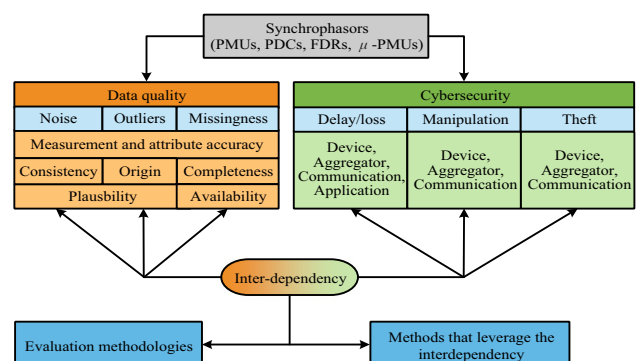 Synchrophasors
(PMUs, PDCs, FDRs, μ-PMUs)
Data quality
Noise
Outliers
Missingness
Measurement and attribute accuracy
Consistency
Origin
Completeness
Plausbility
Availability
Cybersecurity
Delay/loss
Manipulation
Theft
Device,
Aggregator,
Communication,
Application
Device,
Aggregator,
Communication
Device,
Aggregator,
Communication
Inter-dependency
Evaluation methodologies
Methods that leverage the
interdependency